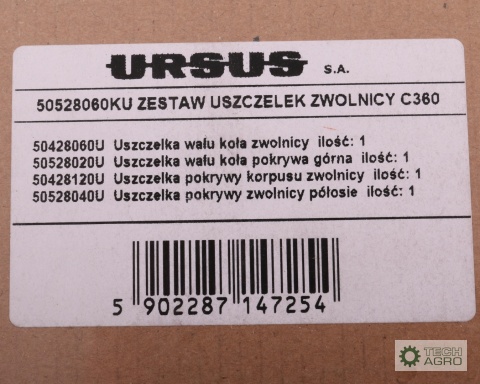 URSUS S.A.
50528060KU ZESTAW USZCZELEK ZWOLNICY C360
50428060U Uszczelka wału koła zwolnicy ilość: 1
50528020U Uszczelka wału koła pokrywa górna ilość: 1
50428120U Uszczelka pokrywy korpusu zwolnicy ilość: 1
50528040U Uszczelka pokrywy zwolnicy półosie ilość: 1
5 902287 147254
TECH
AGRO